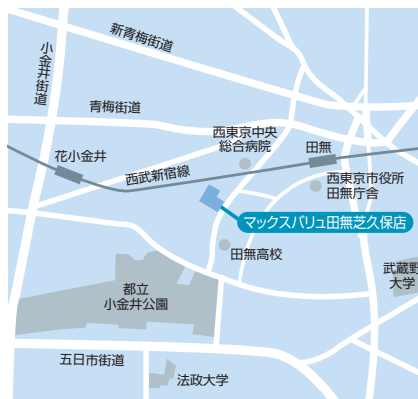 新青梅街道
小金井街道
青梅街道
西東京中央
総合病院
田無
花小金井
西武新宿線
西東京市役所
田無庁舎
マックスバリュ田無芝久保店
田無高校
武蔵野
大学
都立
小金井公園
五日市街道
法政大学